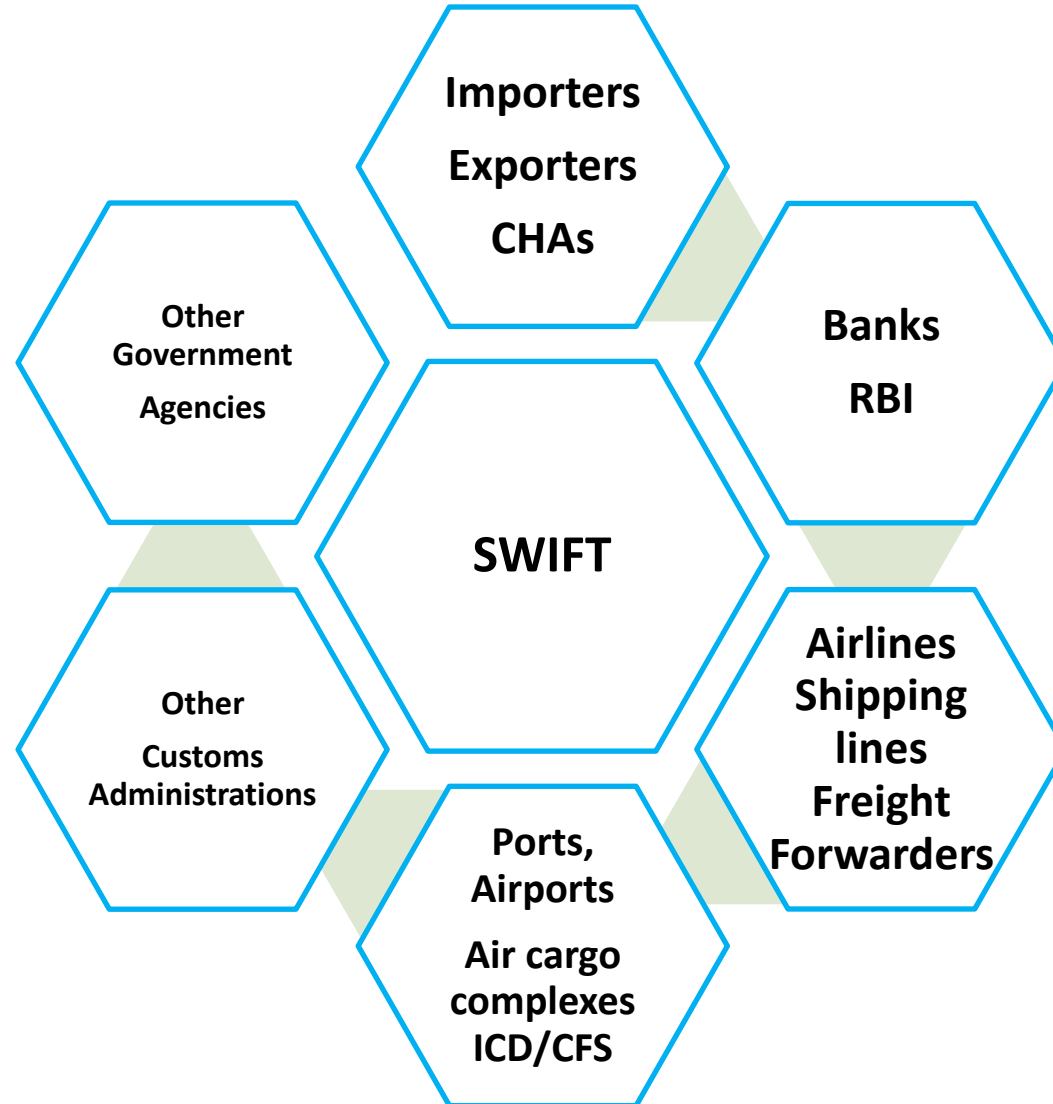 Importers
Exporters
CHAs
Banks
RBI
Airlines
Shipping
lines
Freight
Forwarders
Ports,
Airports
Air cargo
complexes
ICD/CFS
Other
Customs
Administrations
Other
Government
Agencies
SWIFT